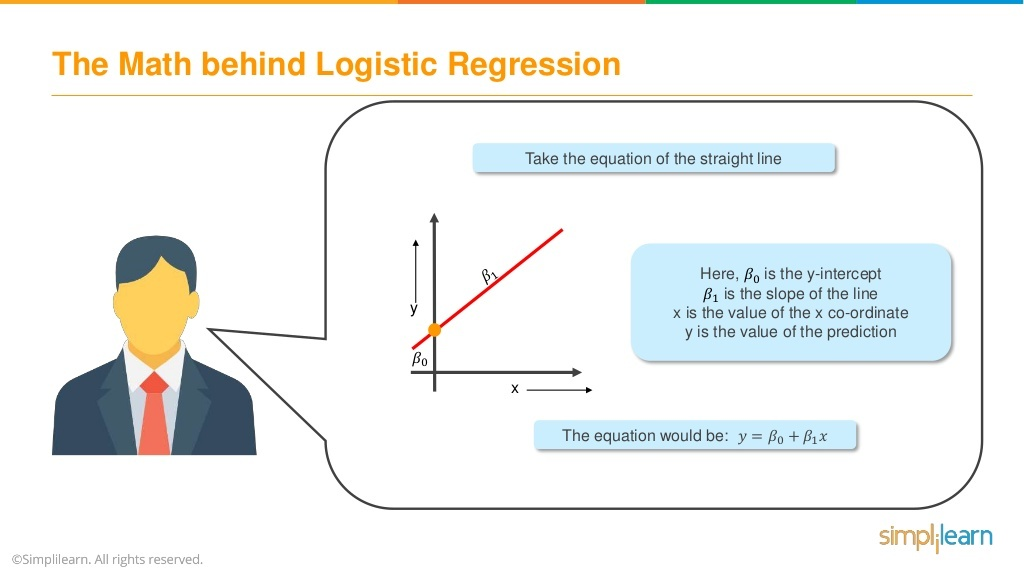 The Math behind Logistic Regression
Take the equation of the straight line
y
β₁
β₀
x
Here, β₀ is the y-intercept
β₁ is the slope of the line
x is the value of the x co-ordinate
y is the value of the prediction
The equation would be: y = β₀ + β₁x
simplilearn
©Simplilearn. All rights reserved.